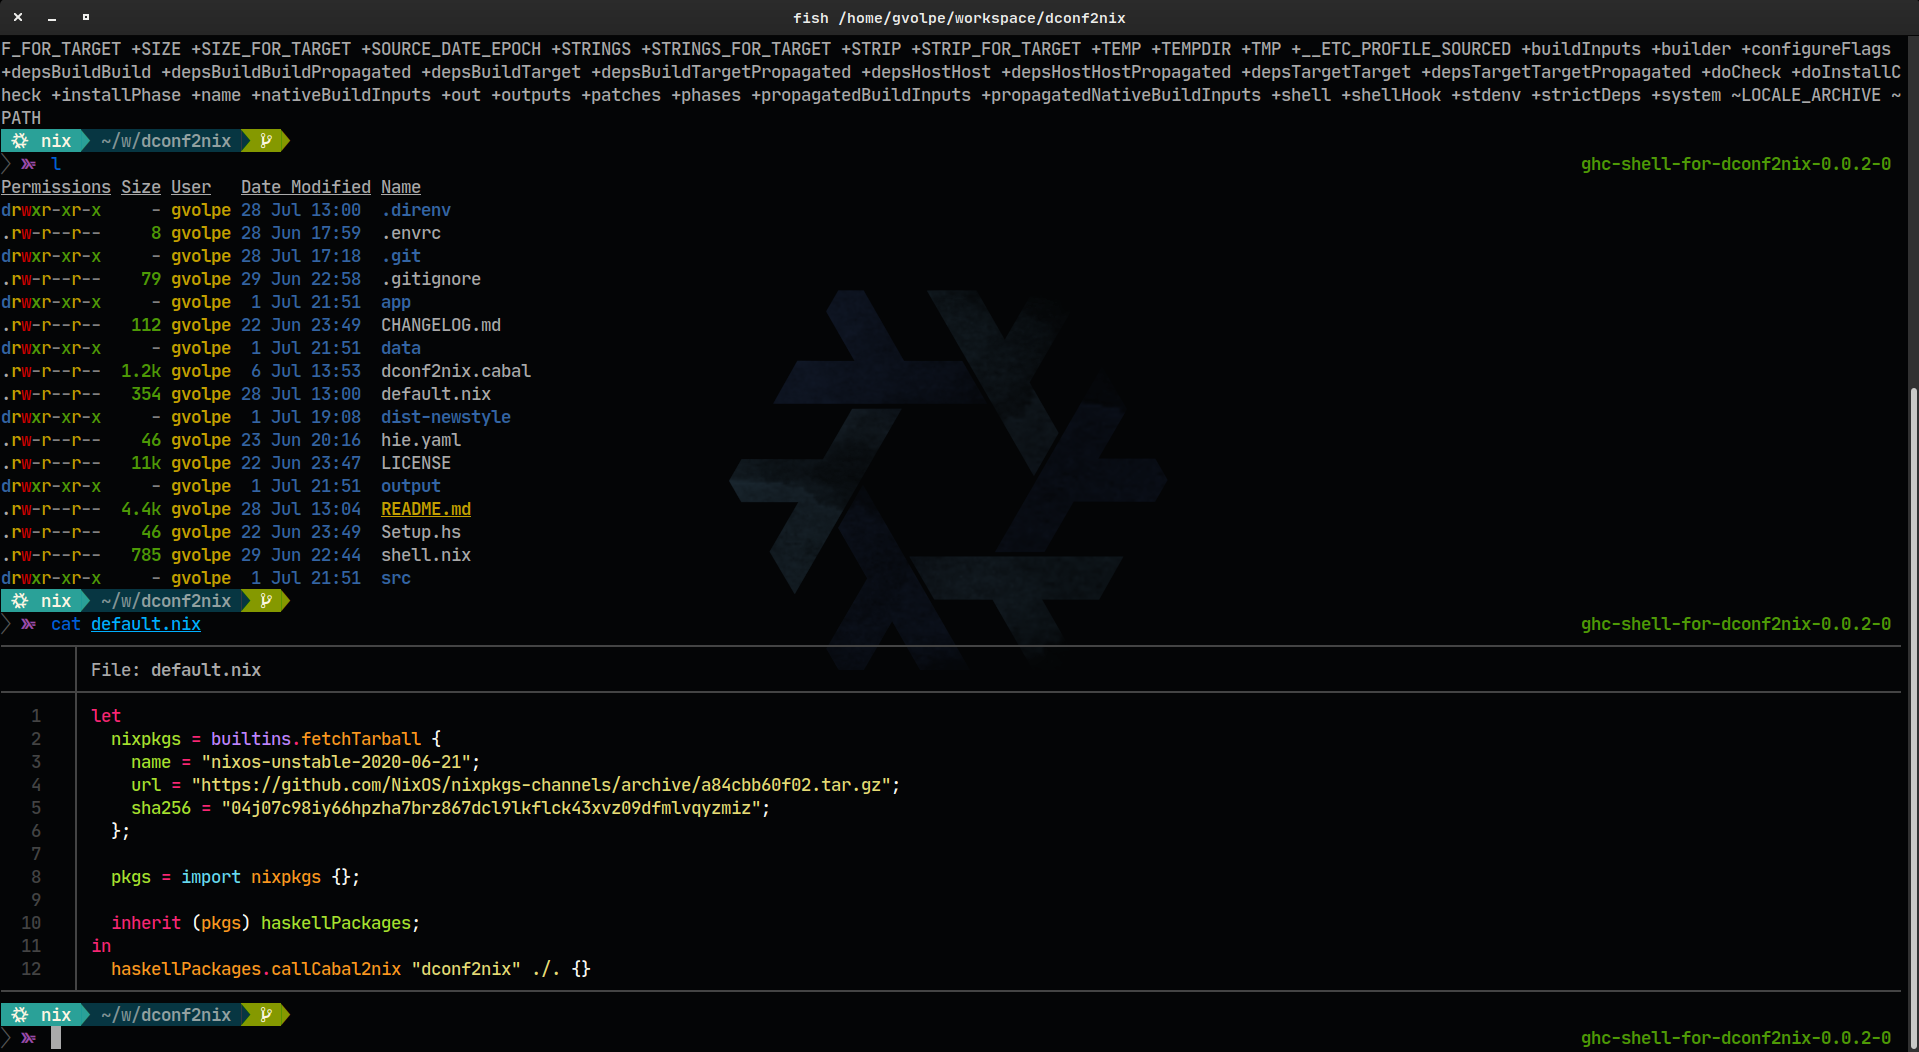 fish /home/gvolpe/workspace/dconf2nix
F_FOR_TARGET +SIZE +SIZE_FOR_TARGET +SOURCE_DATE_EPOCH +STRINGS +STRINGS_FOR_TARGET +STRIP +STRIP_FOR_TARGET +TEMP +TEMPDIR +TMP +__ETC_PROFILE_SOURCED +buildInputs +builder +configureFlags
+depsBuildBuild +depsBuildBuildPropagated +depsBuildTarget +depsBuildTargetPropagated +depsHostHost +depsHostHostPropagated +depsTargetTarget +depsTargetTargetPropagated +doCheck +doInstallC
heck +installPhase +name +nativeBuildInputs +out +outputs +patches +phases +propagatedBuildInputs +propagatedNativeBuildInputs +shell +shellHook +stdenv +strictDeps +system ~LOCALE_ARCHIVE ~
PATH
nix ~/w/dconf2nix
l ghc-shell-for-dconf2nix-0.0.2-0
Permissions Size User Date Modified Name
drwxr-xr-x - gvolpe 28 Jul 13:00 .direnv
.rw-r--r-- 8 gvolpe 28 Jun 17:59 .envrc
drwxr-xr-x - gvolpe 28 Jul 17:18 .git
.rw-r--r-- 79 gvolpe 29 Jun 22:58 .gitignore
drwxr-xr-x - gvolpe 1 Jul 21:51 app
.rw-r--r-- 112 gvolpe 22 Jun 23:49 CHANGELOG.md
drwxr-xr-x - gvolpe 1 Jul 21:51 data
.rw-r--r-- 1.2k gvolpe 6 Jul 13:53 dconf2nix.cabal
.rw-r--r-- 354 gvolpe 28 Jul 13:00 default.nix
drwxr-xr-x - gvolpe 1 Jul 19:08 dist-newstyle
.rw-r--r-- 46 gvolpe 23 Jun 20:16 hie.yaml
.rw-r--r-- 11k gvolpe 22 Jun 23:47 LICENSE
drwxr-xr-x - gvolpe 1 Jul 21:51 output
.rw-r--r-- 4.4k gvolpe 28 Jul 13:04 README.md
.rw-r--r-- 46 gvolpe 22 Jun 23:49 Setup.hs
.rw-r--r-- 785 gvolpe 29 Jun 22:44 shell.nix
drwxr-xr-x - gvolpe 1 Jul 21:51 src
nix ~/w/dconf2nix
cat default.nix ghc-shell-for-dconf2nix-0.0.2-0
File: default.nix
1 let
2 nixpkgs = builtins.fetchTarball {
3 name = "nixos-unstable-2020-06-21";
4 url = "https://github.com/NixOS/nixpkgs-channels/archive/a84cbb60f02.tar.gz";
5 sha256 = "04j07c98iy66hpzha7brz867dcl9lkflck43xvz09dfmlvqyzmiz";
6 };
7
8 pkgs = import nixpkgs {};
9
10 inherit (pkgs) haskellPackages;
11 in
12 haskellPackages.callCabal2nix "dconf2nix" ./. {}
nix ~/w/dconf2nix
ghc-shell-for-dconf2nix-0.0.2-0